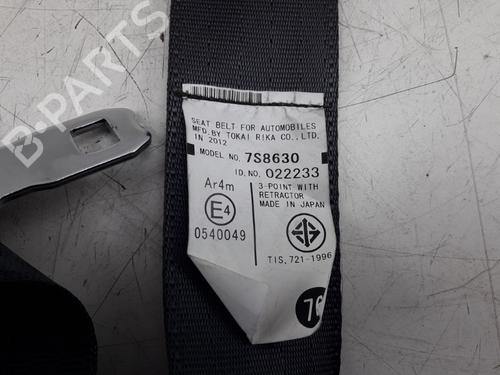 B-PARTS
SEAT BELT FOR AUTOMOBILES
MFD. BY TOKAI RIKA CO., LTD.
IN 2012
MODEL NO. 7S8630
ID. NO. 022233
Ar4m
E4
0540049
3-POINT WITH
RETRACTOR
MADE IN JAPAN
TIS. 721-1996